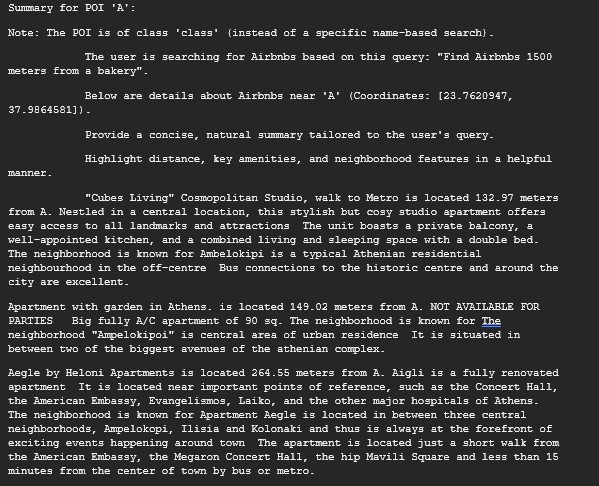 Summary for POI 'A':
Note: The POI is of class 'class' (instead of a specific name-based search).
The user is searching for Airbnbs based on this query: "Find Airbnbs 1500
meters from a bakery".
Below are details about Airbnbs near 'A' (Coordinates: [23.7620947,
37.9864581]).
Provide a concise, natural summary tailored to the user's query.
Highlight distance, key amenities, and neighborhood features in a helpful
manner.
"Cubes Living" Cosmopolitan Studio, walk to Metro is located 132.97 meters
from A. Nestled in a central location, this stylish but cosy studio apartment offers
easy access to all landmarks and attractions  The unit boasts a private balcony, a
well-appointed kitchen, and a combined living and sleeping space with a double bed.
The neighborhood is known for Ambelokipi is a typical Athenian residential
neighbourhood in the off-centre  Bus connections to the historic centre and around the
city are excellent.
Apartment with garden in Athens. is located 149.02 meters from A. NOT AVAILABLE FOR
PARTIES   Big fully A/C apartment of 90 sq. The neighborhood is known for The
neighborhood "Ampelokipoi" is central area of urban residence  It is situated in
between two of the biggest avenues of the athenian complex.
Aegle by Heloni Apartments is located 264.55 meters from A. Aigli is a fully renovated
apartment  It is located near important points of reference, such as the Concert Hall,
the American Embassy, Evangelismos, Laiko, and the other major hospitals of Athens.
The neighborhood is known for Apartment Aegle is located in between three central
neighborhoods, Ampelokopi, Ilisia and Kolonaki and thus is always at the forefront of
exciting events happening around town  The apartment is located just a short walk from
the American Embassy, the Megaron Concert Hall, the hip Mavili Square and less than 15
minutes from the center of town by bus or metro.